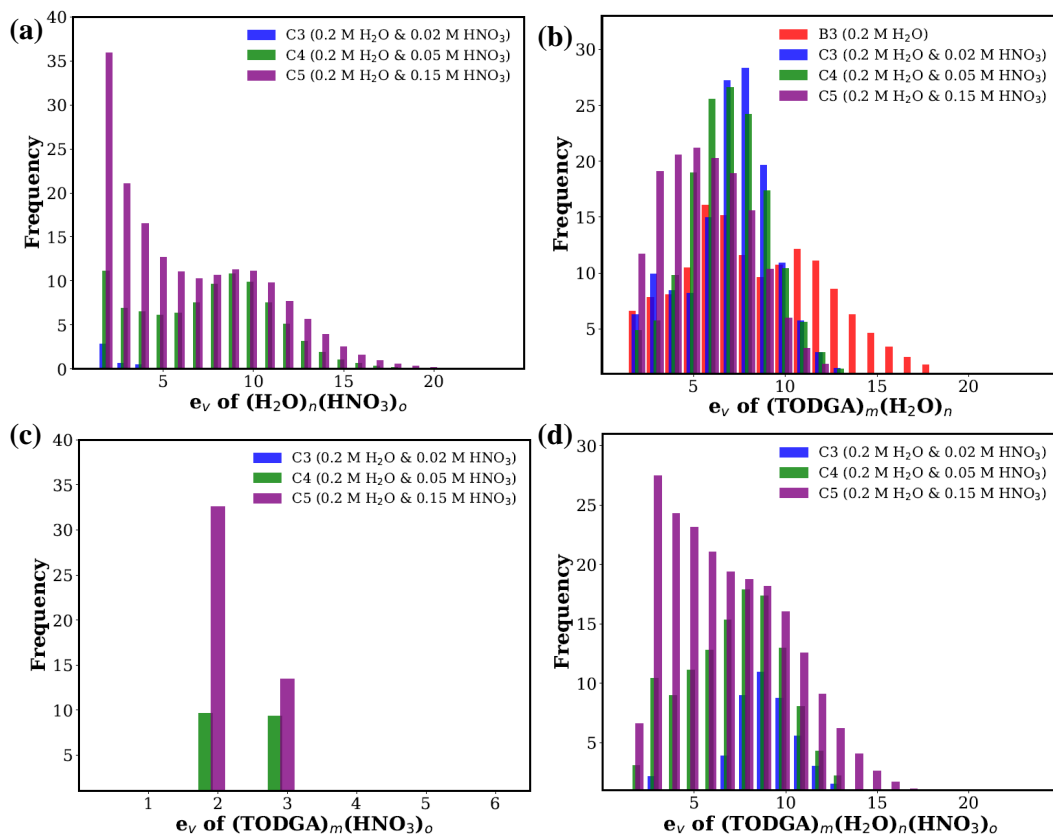 (a)
C3 (0.2 M H₂O & 0.02 M HNO₃)
C4 (0.2 M H₂O & 0.05 M HNO₃)
C5 (0.2 M H₂O & 0.15 M HNO₃)
Frequency
40
35
30
25
20
15
10
5
0
5
10
15
20
eᵥ of (H₂O)ₙ(HNO₃)ₒ
(b)
B3 (0.2 M H₂O)
C3 (0.2 M H₂O & 0.02 M HNO₃)
C4 (0.2 M H₂O & 0.05 M HNO₃)
C5 (0.2 M H₂O & 0.15 M HNO₃)
Frequency
30
25
20
15
10
5
5
10
15
20
eᵥ of (TODGA)ₘ(H₂O)ₙ
(c)
C3 (0.2 M H₂O & 0.02 M HNO₃)
C4 (0.2 M H₂O & 0.05 M HNO₃)
C5 (0.2 M H₂O & 0.15 M HNO₃)
Frequency
40
35
30
25
20
15
10
5
1
2
3
4
5
6
eᵥ of (TODGA)ₘ(HNO₃)ₒ
(d)
C3 (0.2 M H₂O & 0.02 M HNO₃)
C4 (0.2 M H₂O & 0.05 M HNO₃)
C5 (0.2 M H₂O & 0.15 M HNO₃)
Frequency
30
25
20
15
10
5
5
10
15
20
eᵥ of (TODGA)ₘ(H₂O)ₙ(HNO₃)ₒ